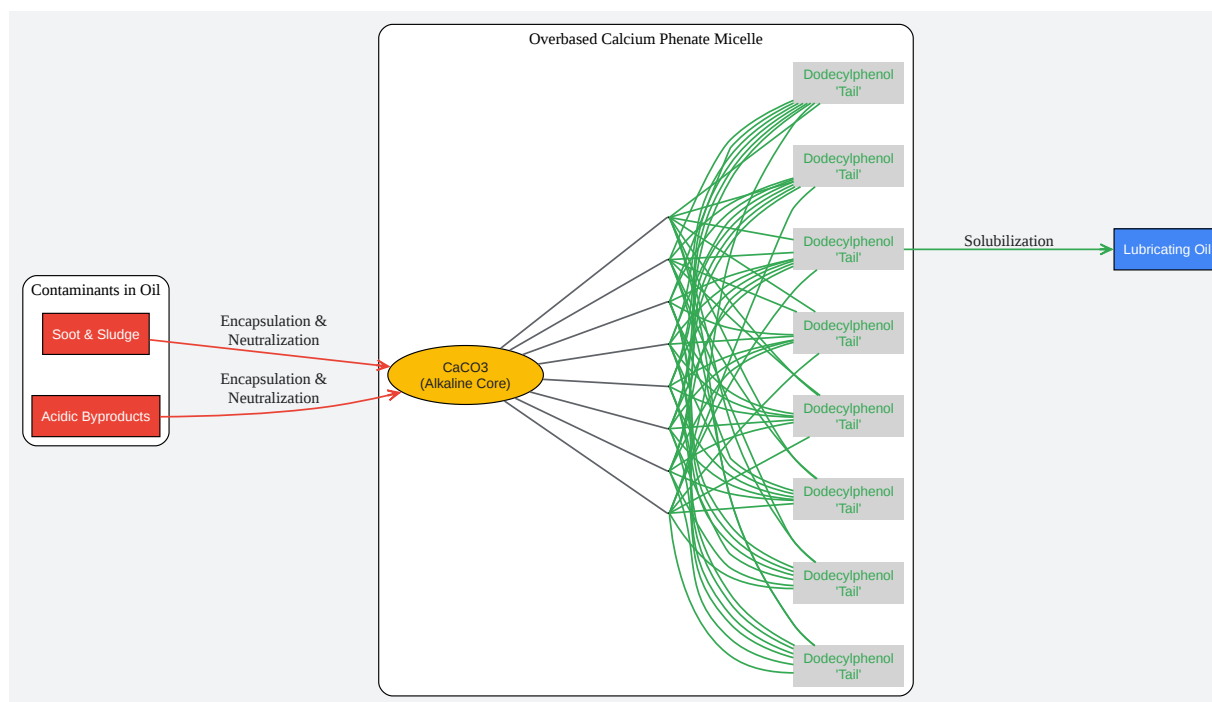 Overbased Calcium Phenate Micelle
Dodecylphenol
'Tail'
Dodecylphenol
'Tail'
Dodecylphenol
'Tail'
Solubilization
Lubricating Oil
Contaminants in Oil
Soot & Sludge
Encapsulation &
Neutralization
Dodecylphenol
'Tail'
CaCO3
(Alkaline Core)
Encapsulation &
Neutralization
Acidic Byproducts
Dodecylphenol
'Tail'
Dodecylphenol
'Tail'
Dodecylphenol
'Tail'
Dodecylphenol
'Tail'